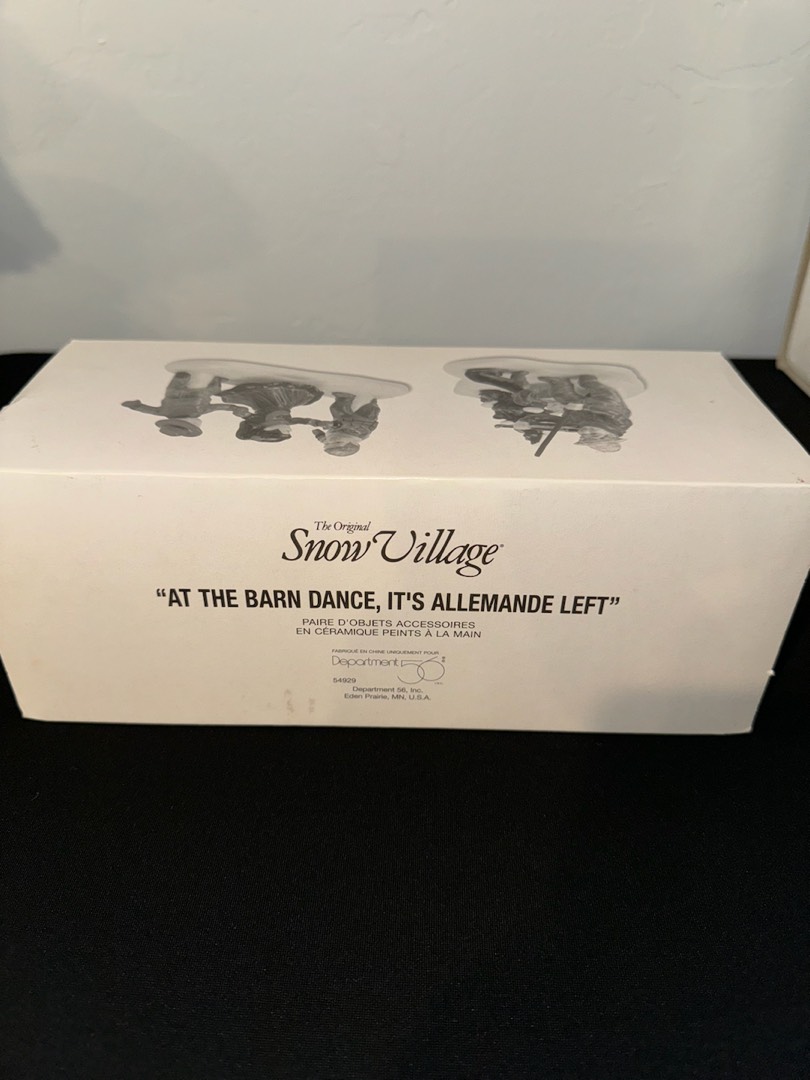 The Original
Snow Village
“AT THE BARN DANCE, IT'S ALLEMANDE LEFT”
PAIRE D'OBJETS ACCESSOIRES
EN CÉRAMIQUE PEINTS À LA MAIN
FABRIQUÉ EN CHINE UNIQUEMENT POUR
Department 56®
54929
Department 56, Inc.
Eden Prairie, MN, U.S.A.